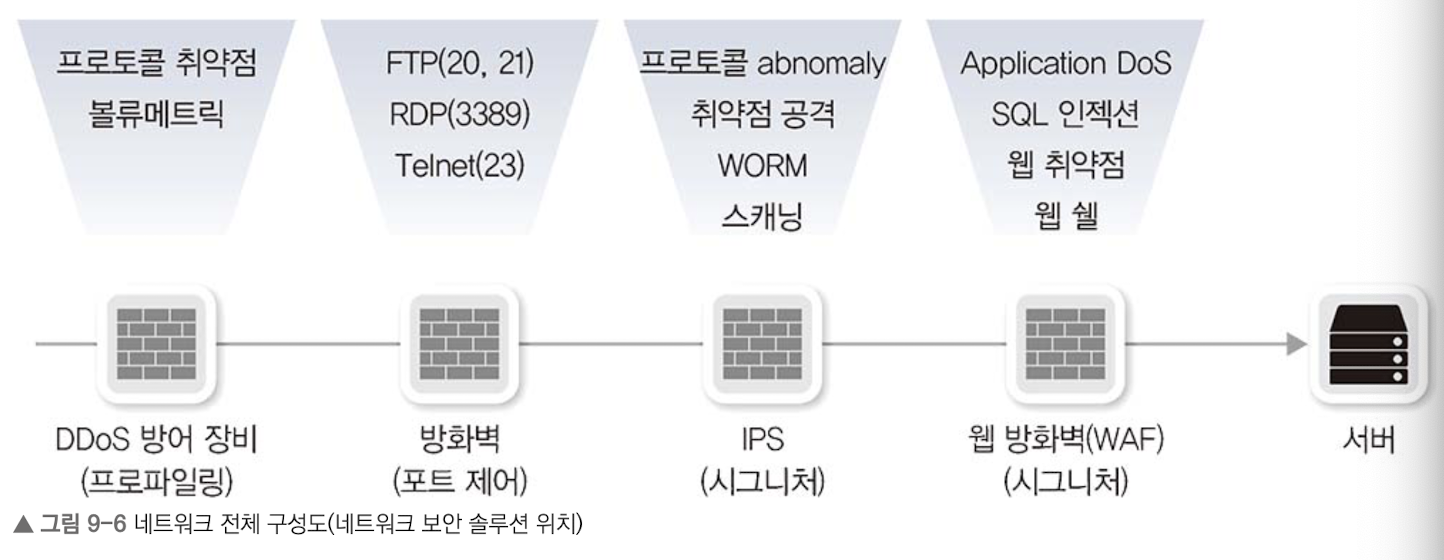 프로토콜 취약점
볼류메트릭
FTP(20, 21)
RDP(3389)
Telnet(23)
프로토콜 abnomaly
취약점 공격
WORM
스캐닝
Application DoS
SQL 인젝션
웹 취약점
웹 쉘
DDoS 방어 장비
(프로파일링)
방화벽
(포트 제어)
IPS
(시그니처)
웹 방화벽(WAF)
(시그니처)
서버
▲ 그림 9-6 네트워크 전체 구성도(네트워크 보안 솔루션 위치)